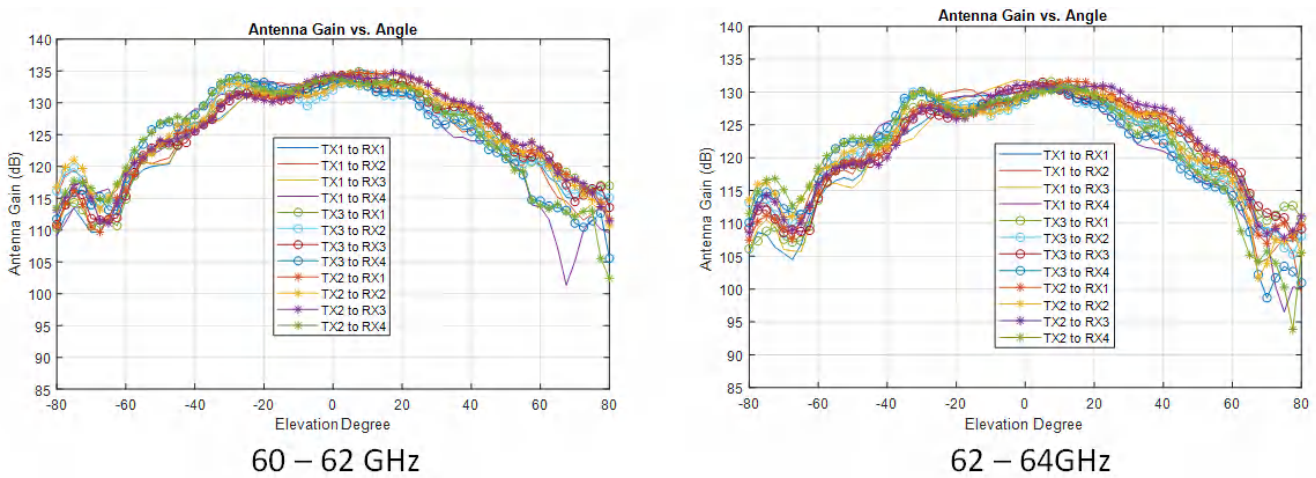 Antenna Gain vs. Angle
140
135
130
125
120
115
110
105
100
95
90
85
Antenna Gain (dB)
TX1 to RX1
TX1 to RX2
TX1 to RX3
TX1 to RX4
TX3 to RX1
TX3 to RX2
TX3 to RX3
TX3 to RX4
TX2 to RX1
TX2 to RX2
TX2 to RX3
TX2 to RX4
-80 -60 -40 -20 0 20 40 60 80
Elevation Degree
60 – 62 GHz
Antenna Gain vs. Angle
140
135
130
125
120
115
110
105
100
95
90
85
Antenna Gain (dB)
TX1 to RX1
TX1 to RX2
TX1 to RX3
TX1 to RX4
TX3 to RX1
TX3 to RX2
TX3 to RX3
TX3 to RX4
TX2 to RX1
TX2 to RX2
TX2 to RX3
TX2 to RX4
-80 -60 -40 -20 0 20 40 60 80
Elevation Degree
62 – 64GHz